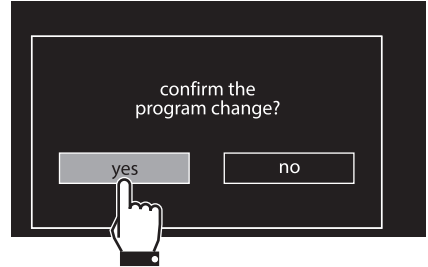 confirm the
program change?
yes
no